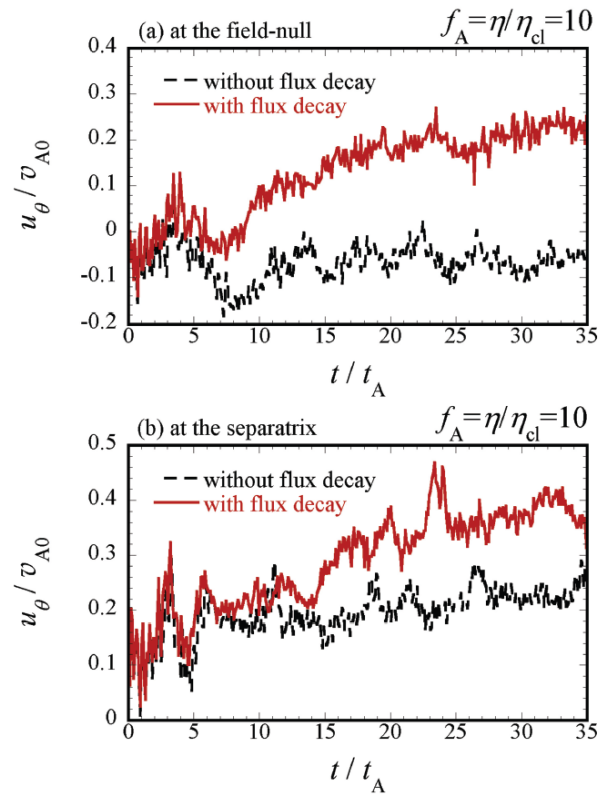 (a) at the field-null
f_A=η/η_cl=10
0.4
0.3
0.2
0.1
0
-0.1
-0.2
without flux decay
with flux decay
u_θ / v_A0
0 5 10 15 20 25 30 35
t / t_A
(b) at the separatrix
f_A=η/η_cl=10
0.5
0.4
0.3
0.2
0.1
0
without flux decay
with flux decay
u_θ / v_A0
0 5 10 15 20 25 30 35
t / t_A